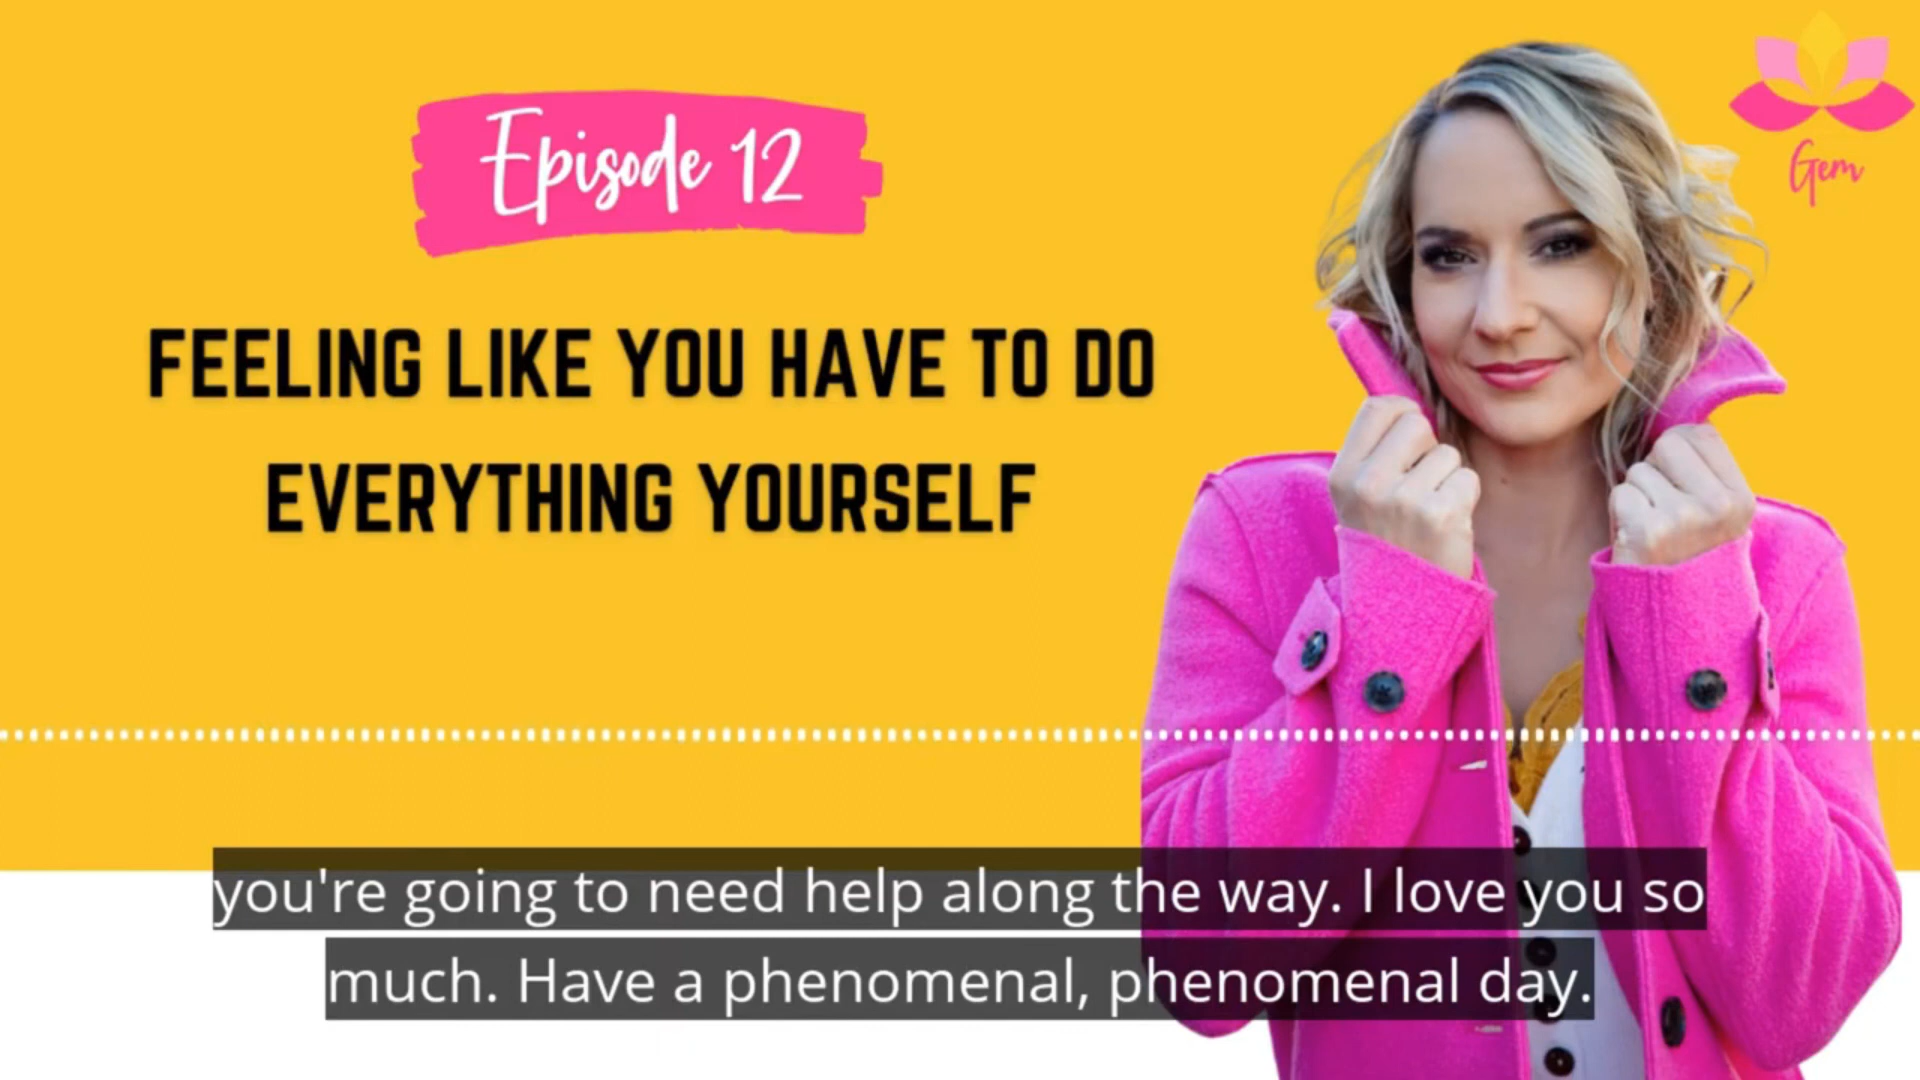 Episode 12
Gem
FEELING LIKE YOU HAVE TO DO
EVERYTHING YOURSELF
you're going to need help along the way. I love you so
much. Have a phenomenal, phenomenal day.